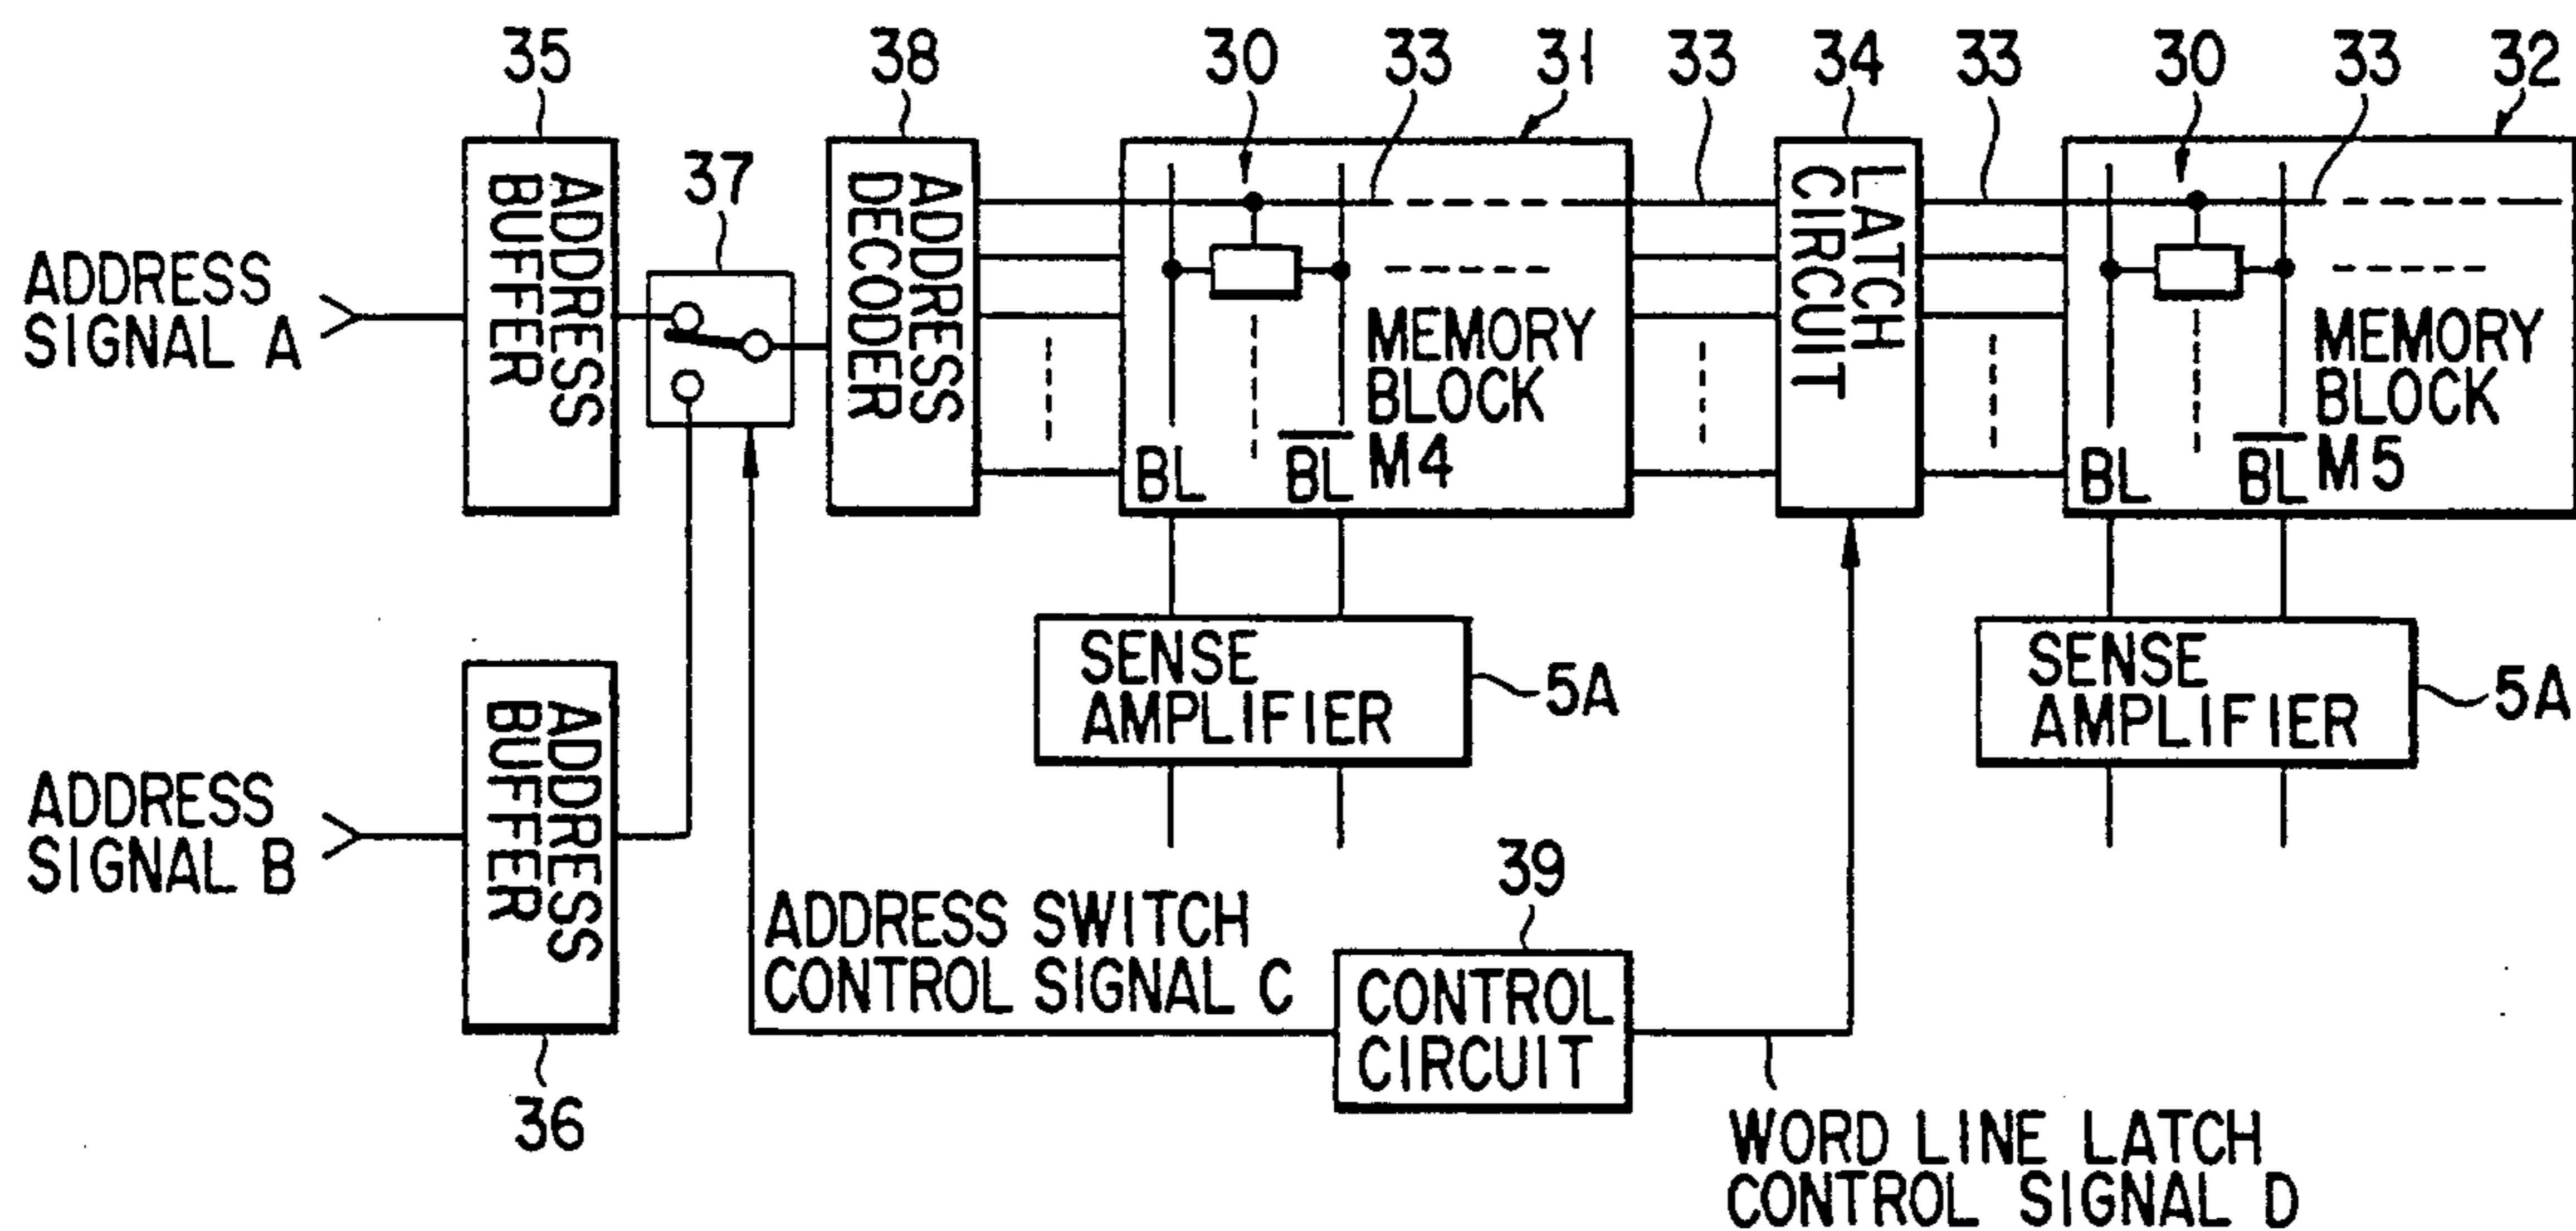 35
38
30
33
31
33
34
33
30
33
32
37
ADDRESS
SIGNAL A
ADDRESS
BUFFER
ADDRESS
DECODER
MEMORY
BLOCK
M4
BL
B̅L̅
LATCH
CIRCUIT
MEMORY
BLOCK
M5
BL
B̅L̅
SENSE
AMPLIFIER
5A
SENSE
AMPLIFIER
5A
ADDRESS
SIGNAL B
ADDRESS
BUFFER
36
ADDRESS SWITCH
CONTROL SIGNAL C
39
CONTROL
CIRCUIT
WORD LINE LATCH
CONTROL SIGNAL D